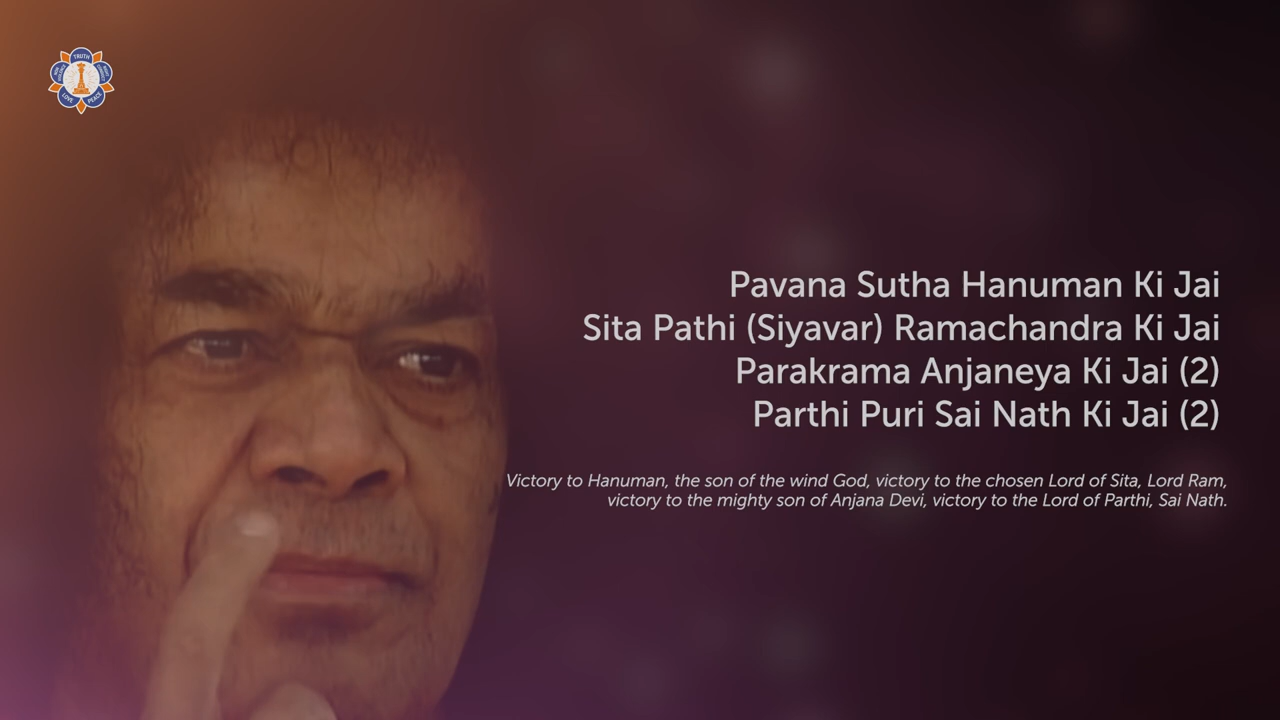 TRUTH
LOVE
PEACE
Pavana Sutha Hanuman Ki Jai
Sita Pathi (Siyavar) Ramachandra Ki Jai
Parakrama Anjaneya Ki Jai (2)
Parthi Puri Sai Nath Ki Jai (2)
Victory to Hanuman, the son of the wind God, victory to the chosen Lord of Sita, Lord Ram,
victory to the mighty son of Anjana Devi, victory to the Lord of Parthi, Sai Nath.